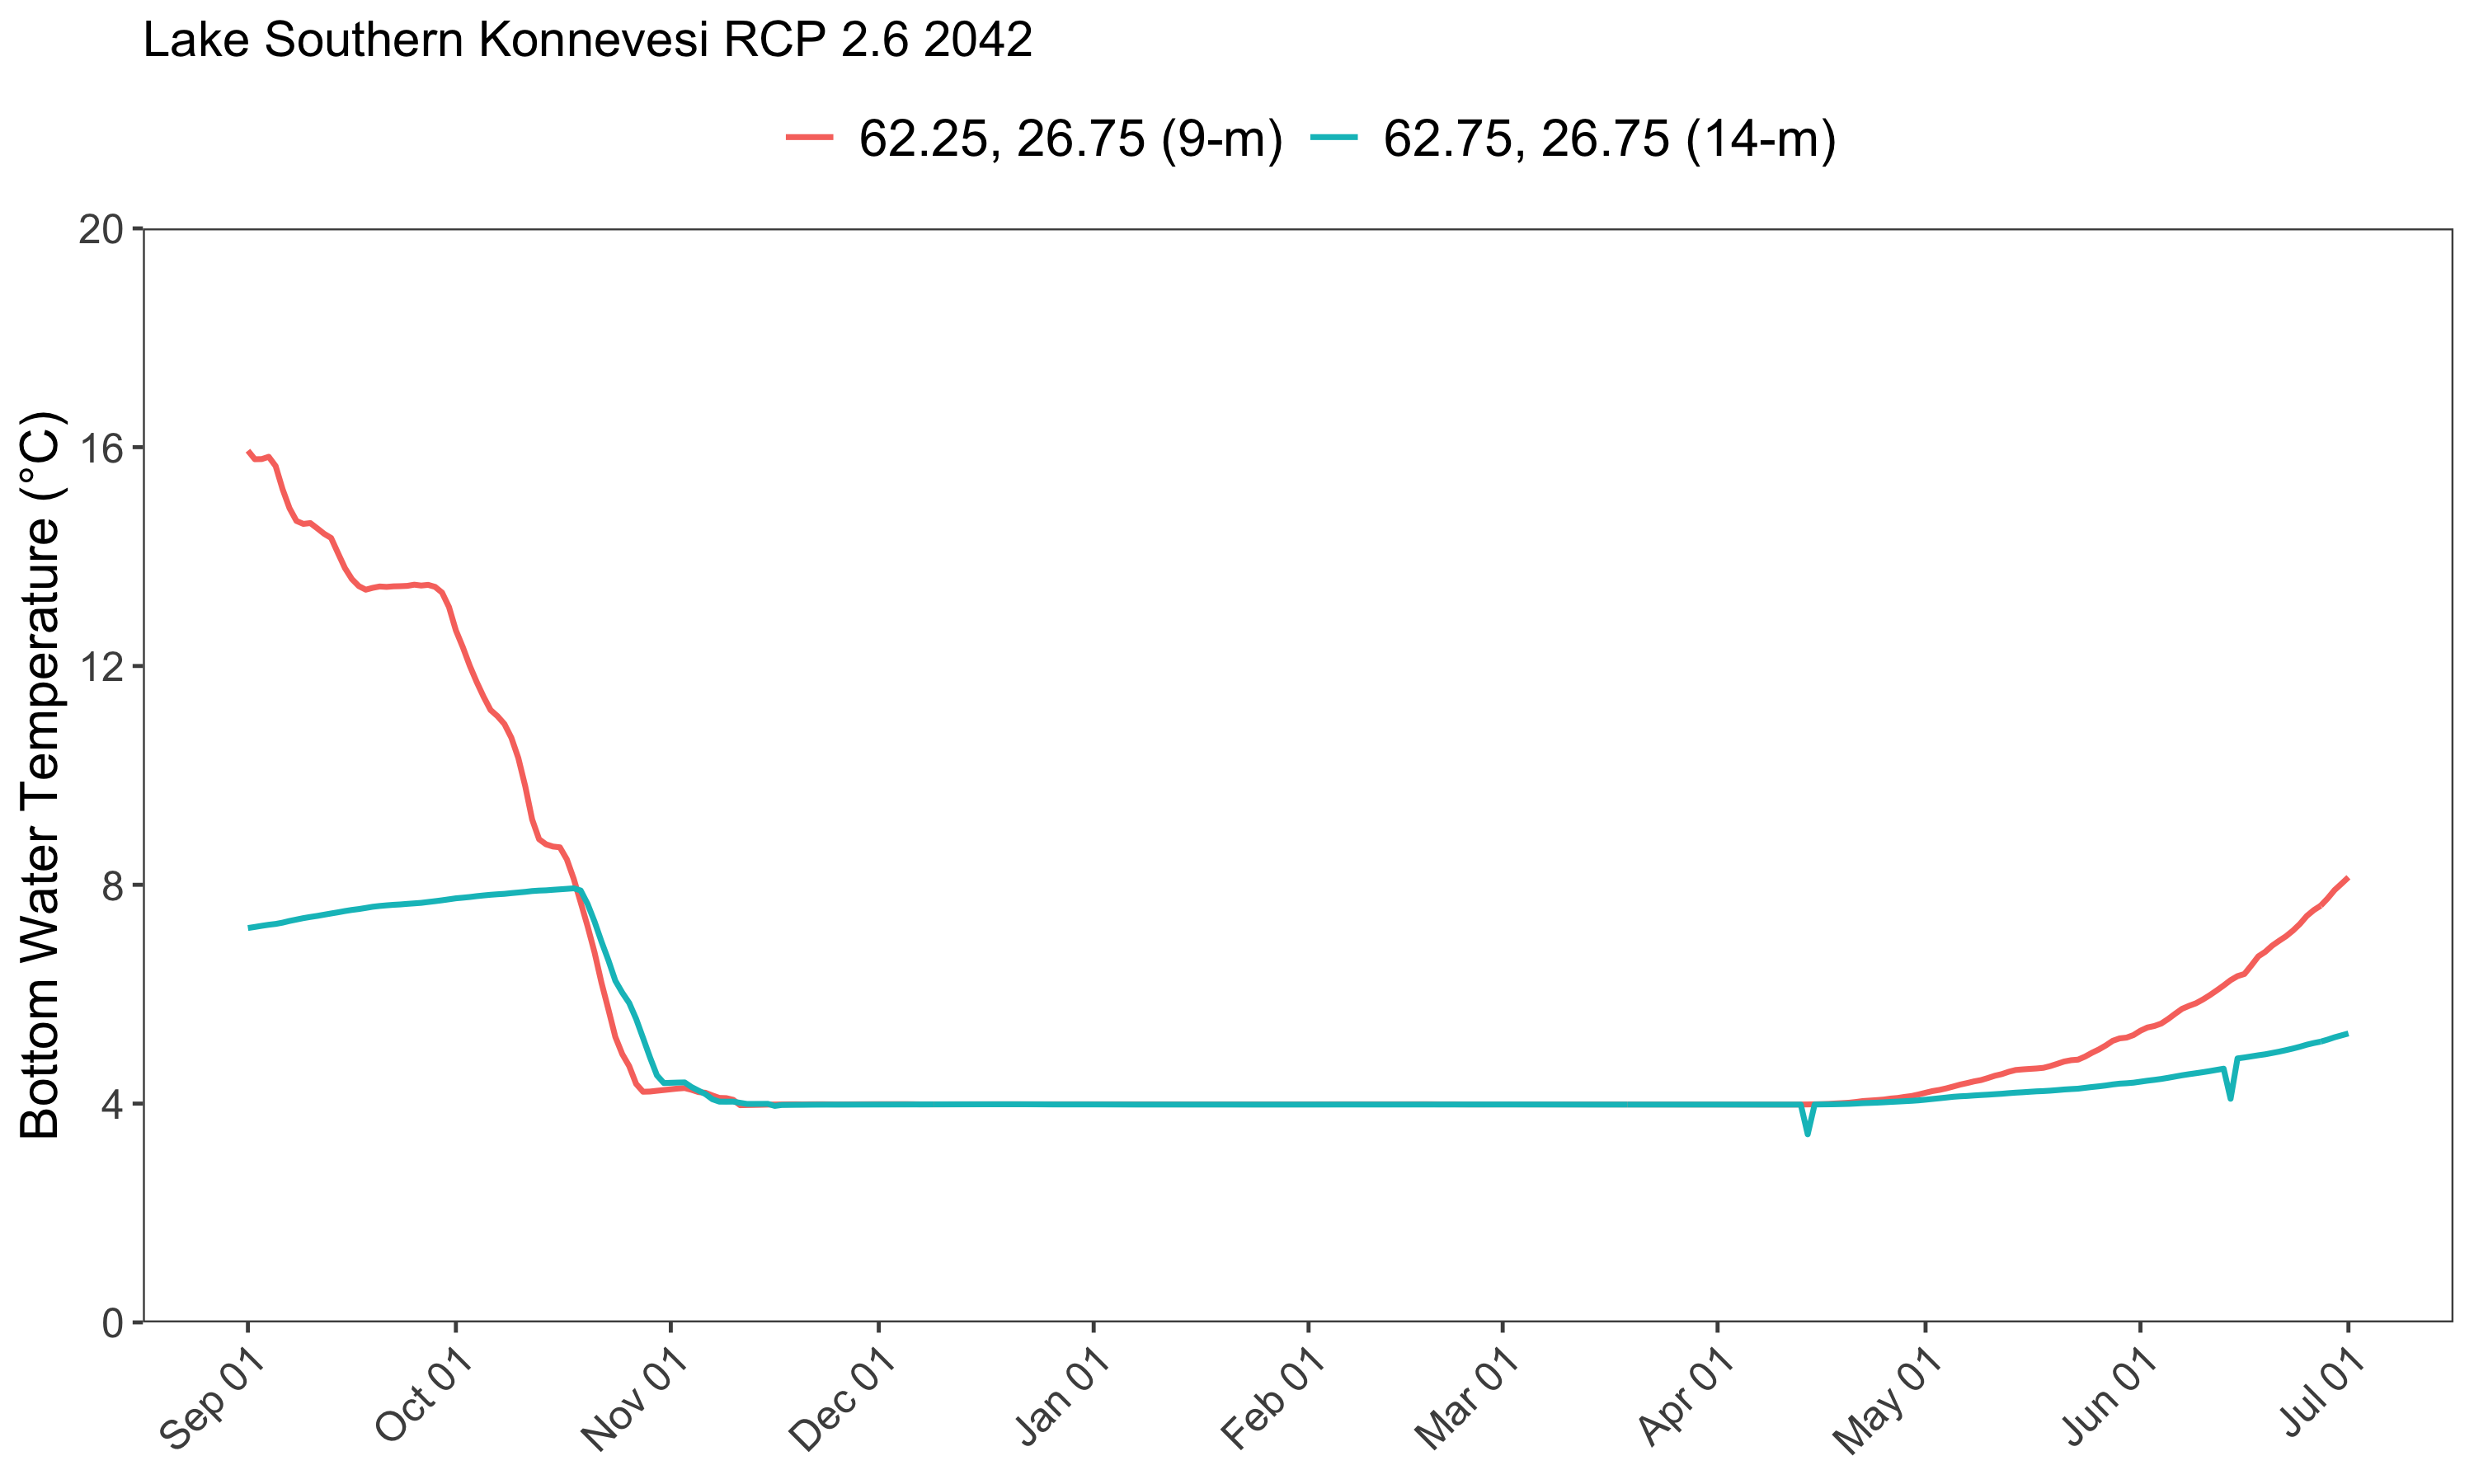 Lake Southern Konnevesi RCP 2.6 2042
62.25, 26.75 (9-m) 62.75, 26.75 (14-m)
Bottom Water Temperature (°C)
20
16
12
8
4
0
Sep 01 Oct 01 Nov 01 Dec 01 Jan 01 Feb 01 Mar 01 Apr 01 May 01 Jun 01 Jul 01